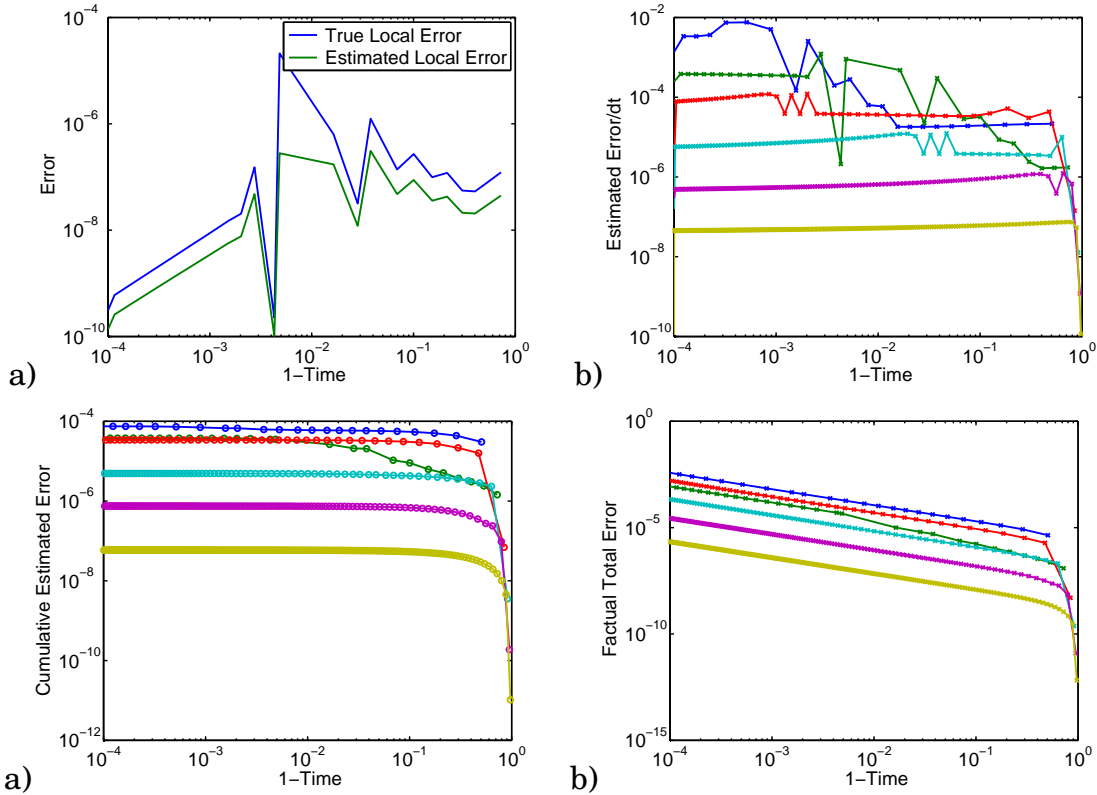 True Local Error
Estimated Local Error
Error
10^−4
10^−6
10^−8
10^−10
10^−4
10^−3
10^−2
10^−1
10^0
1−Time
a)
Estimated Error/dt
10^−2
10^−4
10^−6
10^−8
10^−10
10^−4
10^−3
10^−2
10^−1
10^0
1−Time
b)
Cumulative Estimated Error
10^−4
10^−6
10^−8
10^−10
10^−12
10^−4
10^−3
10^−2
10^−1
10^0
1−Time
a)
Factual Total Error
10^0
10^−5
10^−10
10^−15
10^−4
10^−3
10^−2
10^−1
10^0
1−Time
b)